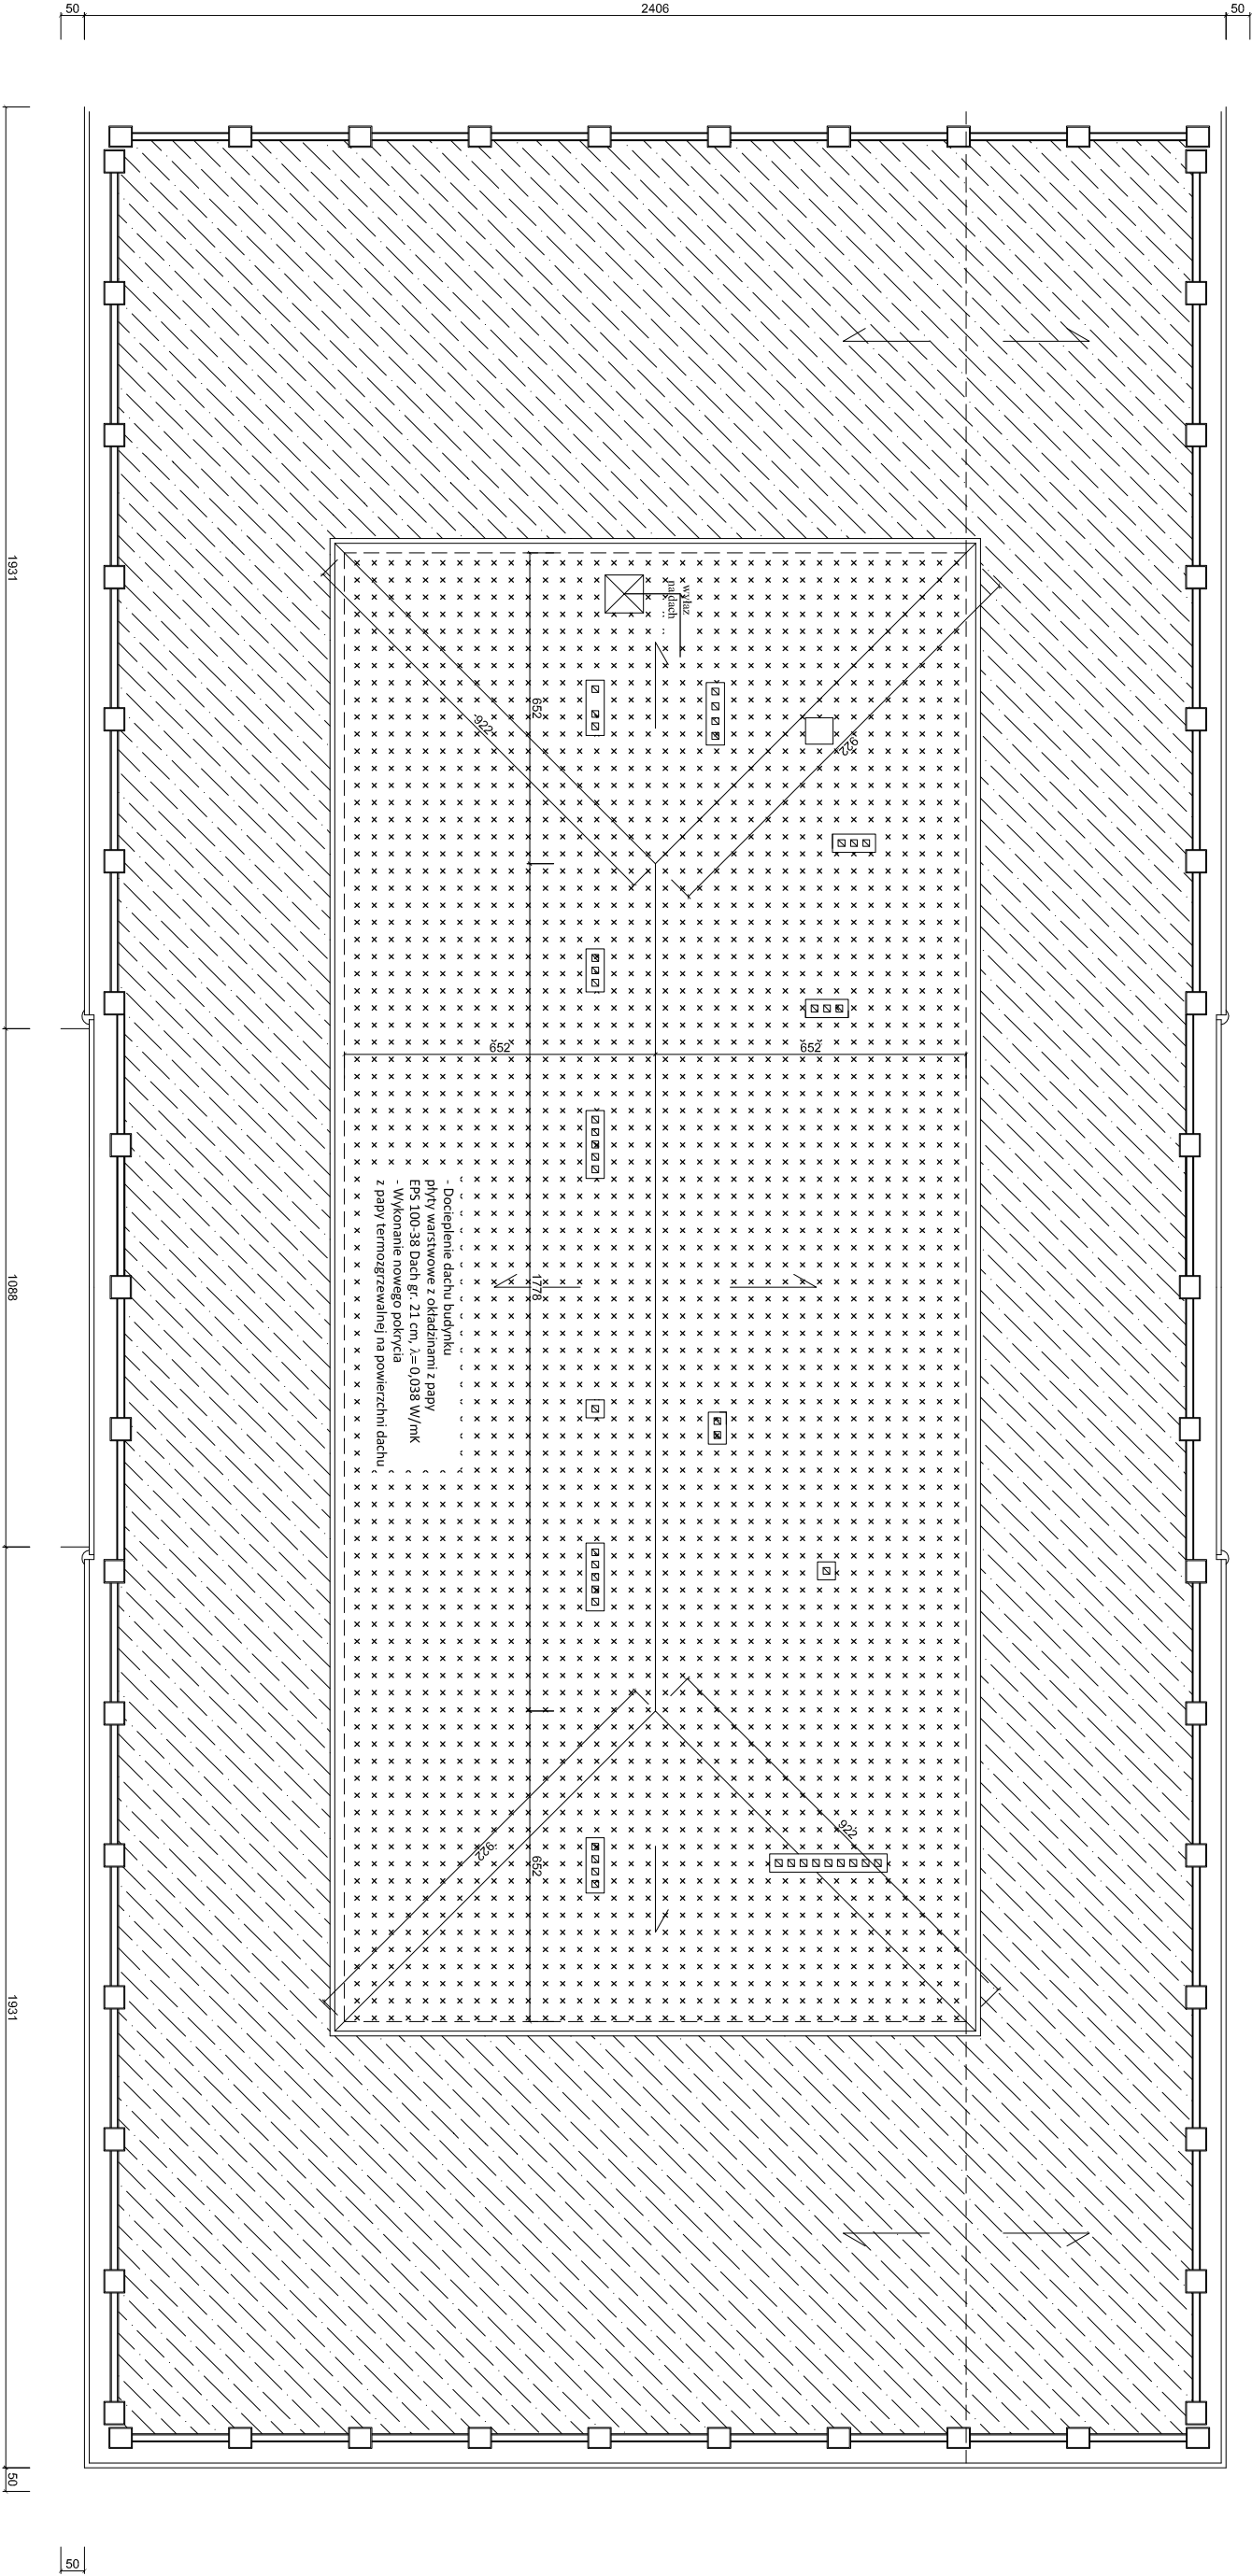 50
2406
50
1931
1088
1931
50
50
wyłaz
na dach
652
922
922
652
652
1778
- Docieplenie dachu budynku
płyty warstwowe z okładzinami z papy
EPS 100-38 Dach gr. 21 cm, λ= 0,038 W/mK
- Wykonanie nowego pokrycia
z papy termozgrzewalnej na powierzchni dachu
922
922
652